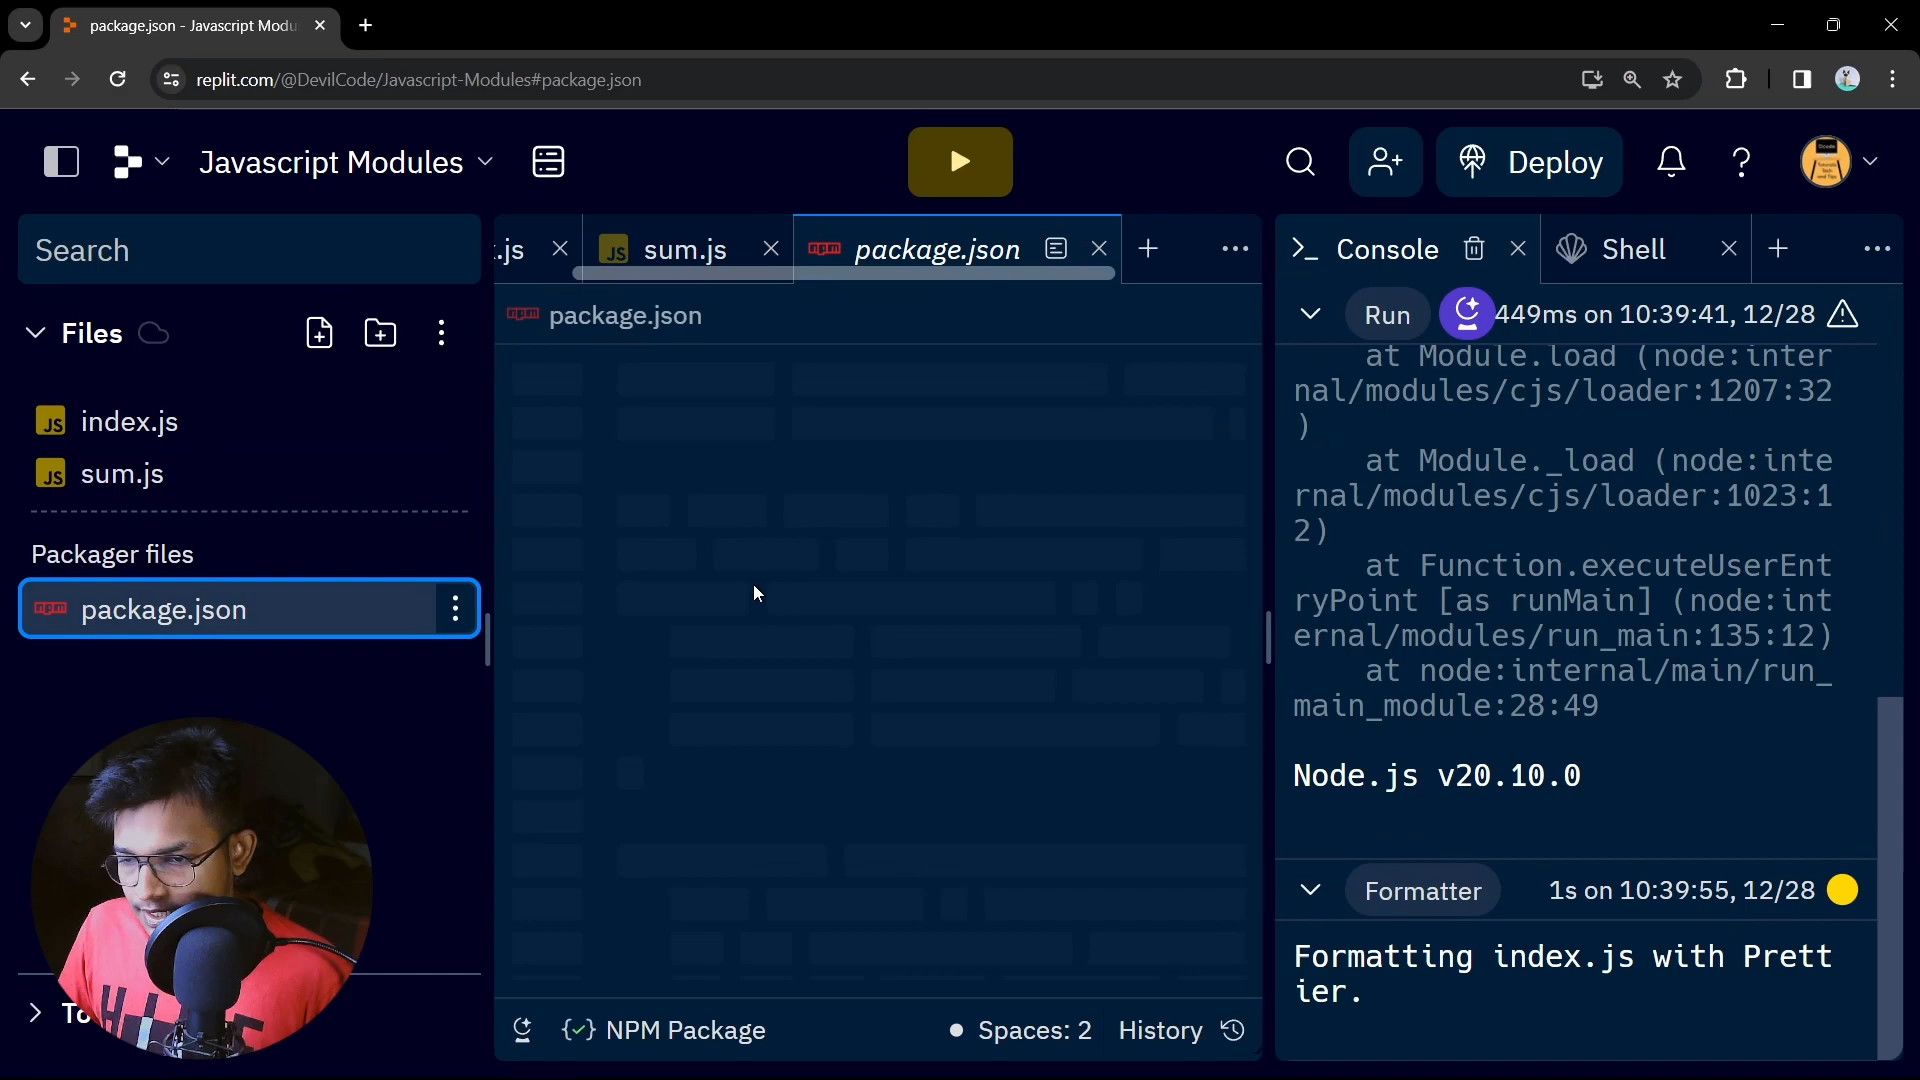 package.json - Javascript Modu
replit.com/@DevilCode/Javascript-Modules#package.json
Javascript Modules
Deploy
Search
Files
JS index.js
JS sum.js
Packager files
package.json
To
.js
JS sum.js
package.json
package.json
NPM Package
Spaces: 2
History
Console
Shell
Run
449ms on 10:39:41, 12/28
at Module.load (node:inter
nal/modules/cjs/loader:1207:32
)
at Module._load (node:inte
rnal/modules/cjs/loader:1023:1
2)
at Function.executeUserEnt
ryPoint [as runMain] (node:int
ernal/modules/run_main:135:12)
at node:internal/main/run_
main_module:28:49
Node.js v20.10.0
Formatter
1s on 10:39:55, 12/28
Formatting index.js with Prett
ier.